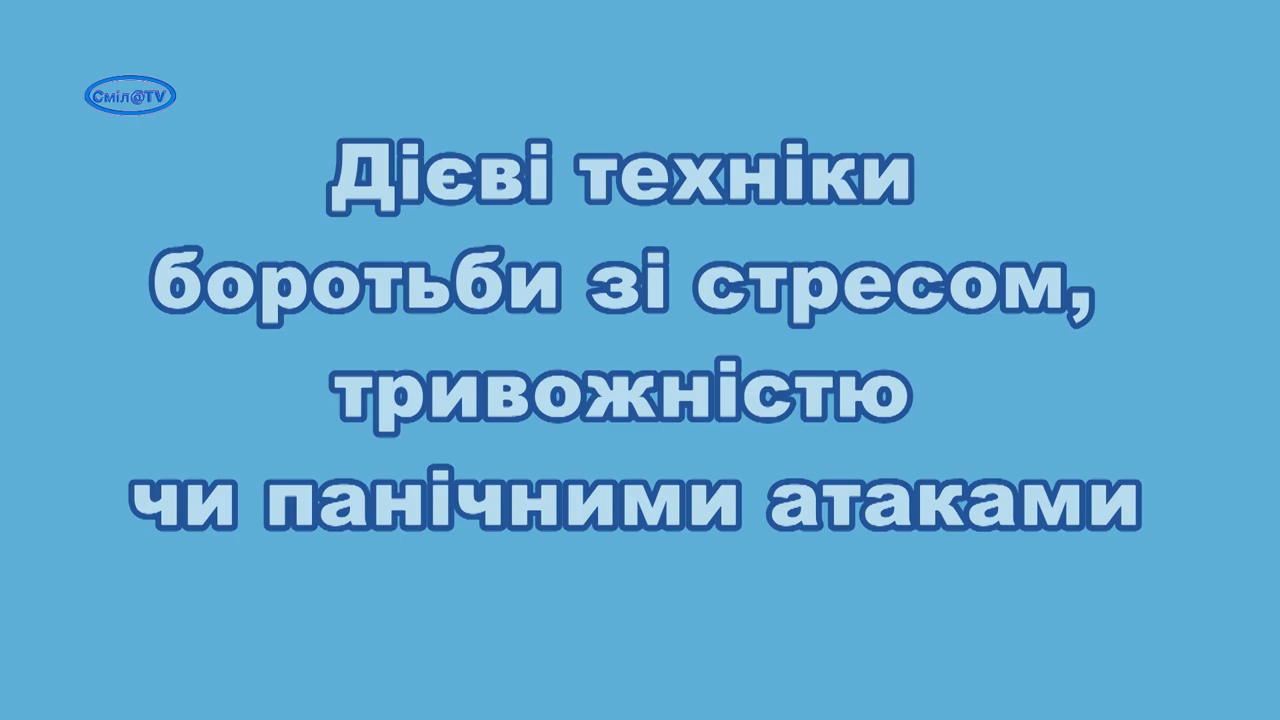 Сміл@TV
Дієві техніки
боротьби зі стресом,
тривожністю
чи панічними атаками